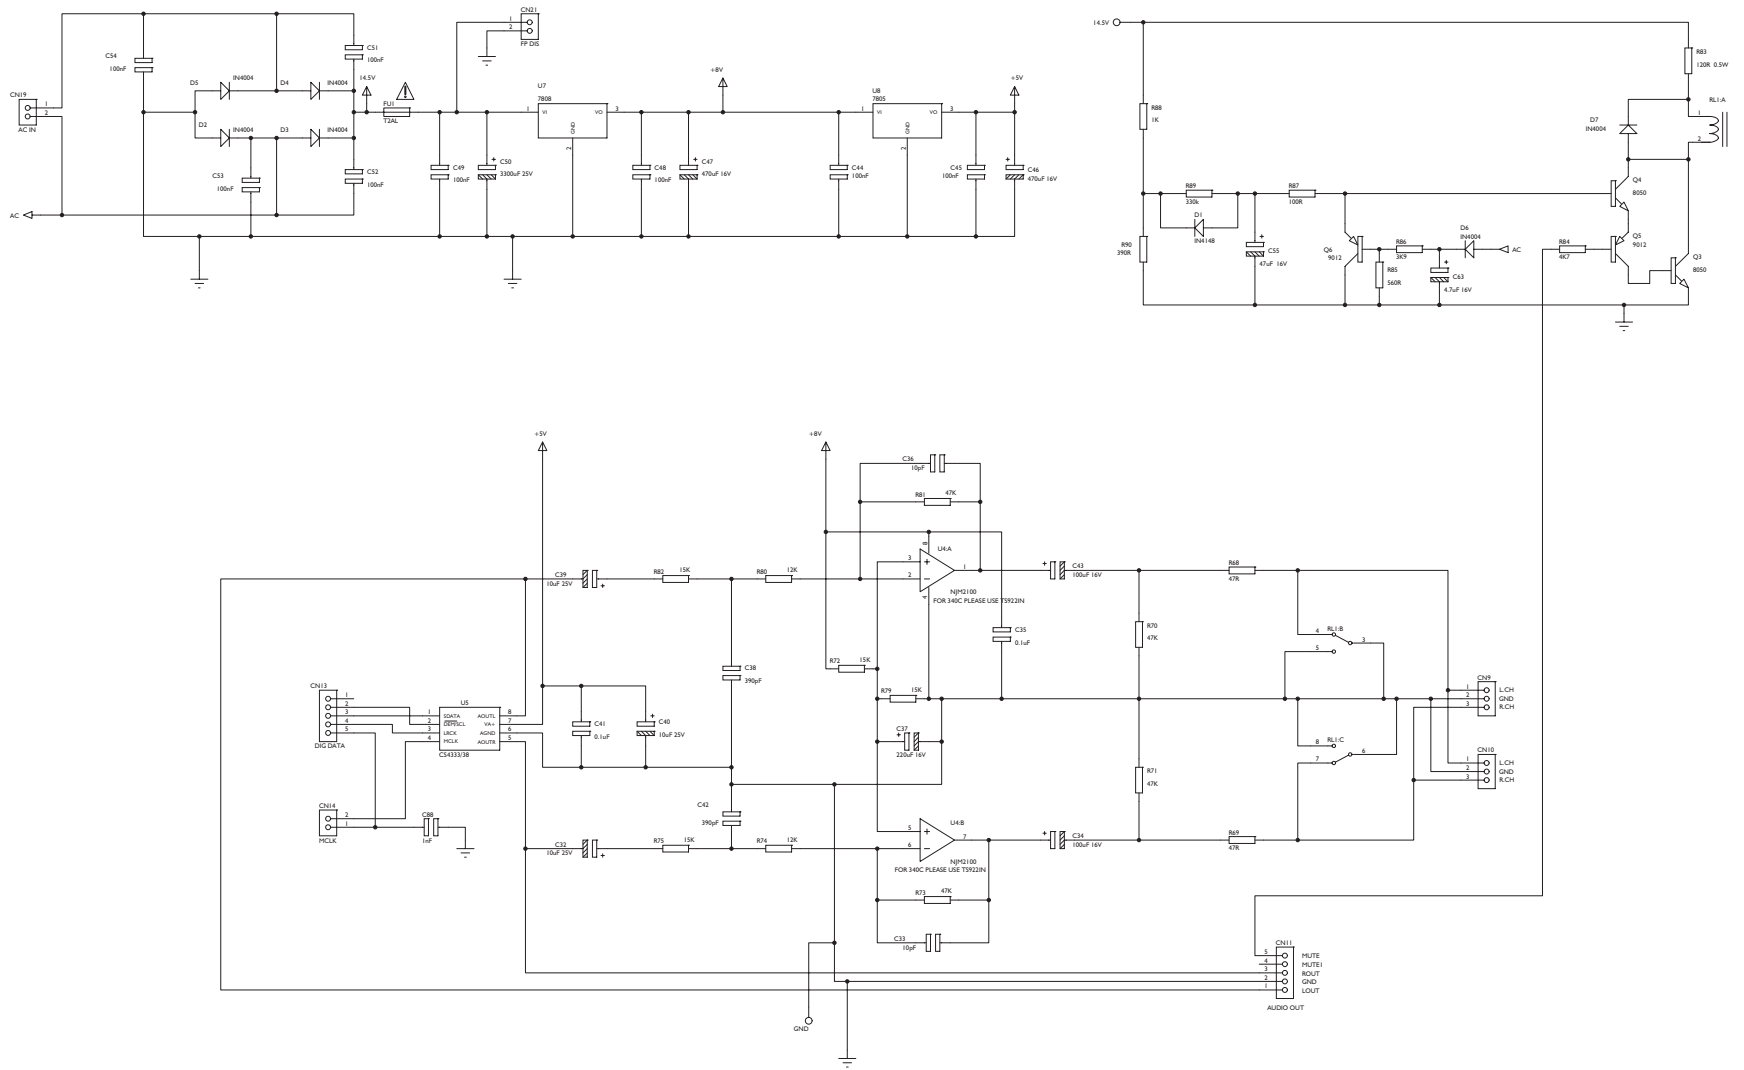 CN21
1
2
FP DIS
14.5V
R83
120R 0.5W
C54
100nF
C51
100nF
CN19
1
2
AC IN
D5
IN4004
D4
IN4004
14.5V
FU1
T2AL
+8V
+5V
U7
7808
1
VI
VO
3
GND
2
U8
7805
1
VI
VO
3
GND
2
D2
IN4004
D3
IN4004
C53
100nF
C52
100nF
C49
100nF
C50
3300uF 25V
C48
100nF
C47
470uF 16V
C44
100nF
C45
100nF
C46
470uF 16V
AC
R88
1K
D7
IN4004
RL1:A
1
2
R89
330k
D1
IN4148
R87
100R
Q4
8050
R90
390R
C55
47uF 16V
Q6
9012
R86
3K9
D6
IN4004
AC
R85
560R
C63
4.7uF 16V
R84
4K7
Q5
9012
Q3
8050
+5V
+8V
C36
10pF
R81
47K
U4:A
8
3
2
1
4
NJM2100
FOR 340C PLEASE USE TS922IN
C39
10uF 25V
R82
15K
R80
12K
C43
100uF 16V
R68
47R
C35
0.1uF
R70
47K
RL1:B
4
5
3
C38
390pF
R72
15K
R79
15K
CN13
1
2
3
4
5
DIG DATA
U5
1
SDATA
AOUTL
8
2
DEM/SCL
VA+
7
3
LRCK
AGND
6
4
MCLK
AOUTR
5
CS4333/38
C41
0.1uF
C40
10uF 25V
C37
220uF 16V
CN9
1
L.CH
2
GND
3
R.CH
RL1:C
8
7
6
CN10
1
L.CH
2
GND
3
R.CH
R71
47K
CN14
2
1
MCLK
C88
1nF
C42
390pF
C32
10uF 25V
R75
15K
R74
12K
U4:B
5
6
7
NJM2100
FOR 340C PLEASE USE TS922IN
C34
100uF 16V
R69
47R
R73
47K
C33
10pF
CN11
5
MUTE
4
MUTE1
3
ROUT
2
GND
1
LOUT
AUDIO OUT
GND